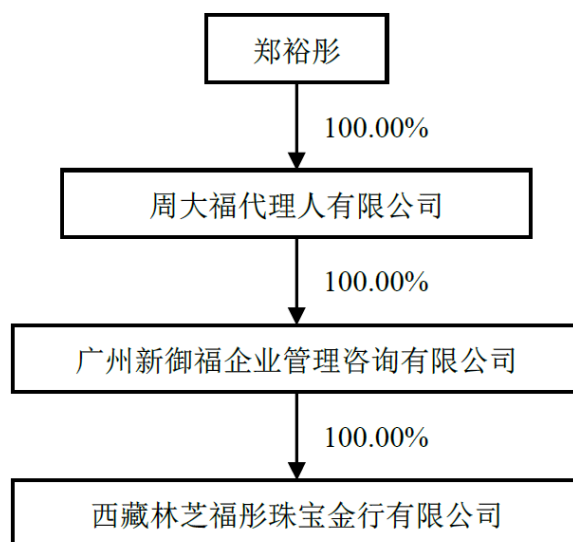 郑裕彤
100.00%
周大福代理人有限公司
100.00%
广州新御福企业管理咨询有限公司
100.00%
西藏林芝福彤珠宝金行有限公司